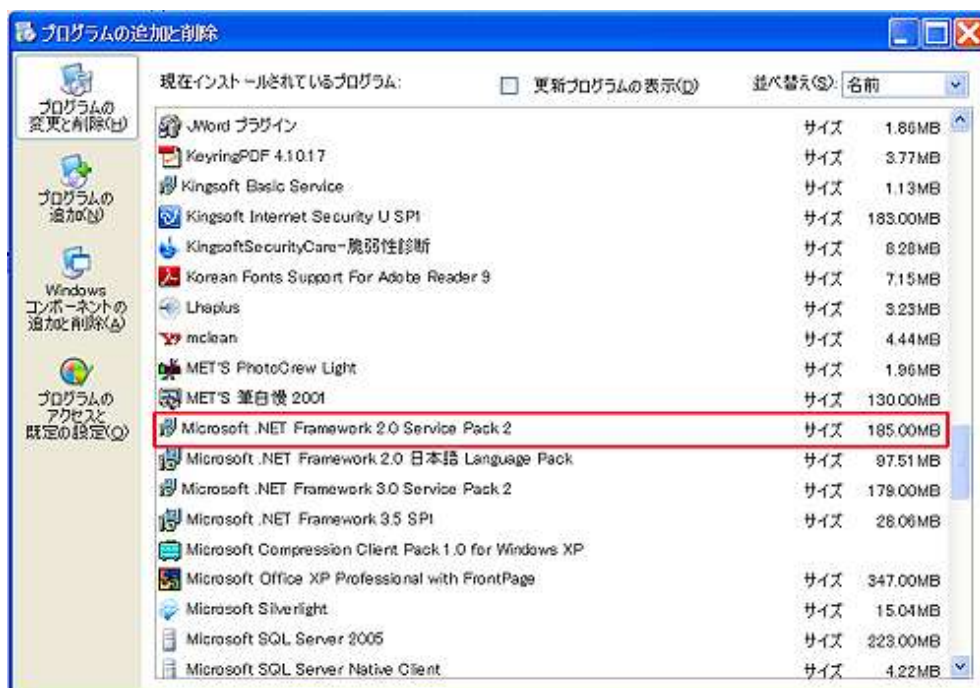 プログラムの追加と削除
プログラムの
変更と削除(H)
プログラムの
追加(N)
Windows
コンポーネントの
追加と削除(A)
プログラムの
アクセスと
既定の設定(O)
現在インストールされているプログラム: 更新プログラムの表示(D) 並べ替え(S): 名前
JWord プラグイン サイズ 1.86MB
KeyringPDF 4.10.17 サイズ 3.77MB
Kingsoft Basic Service サイズ 1.13MB
Kingsoft Internet Security U SP1 サイズ 183.00MB
KingsoftSecurityCare-脆弱性診断 サイズ 8.28MB
Korean Fonts Support For Adobe Reader 9 サイズ 7.15MB
Lhaplus サイズ 3.23MB
mclean サイズ 4.44MB
MET'S PhotoCrew Light サイズ 1.96MB
MET'S 筆自慢 2001 サイズ 130.00MB
Microsoft .NET Framework 2.0 Service Pack 2 サイズ 185.00MB
Microsoft .NET Framework 2.0 日本語 Language Pack サイズ 97.51MB
Microsoft .NET Framework 3.0 Service Pack 2 サイズ 179.00MB
Microsoft .NET Framework 3.5 SP1 サイズ 28.06MB
Microsoft Compression Client Pack 1.0 for Windows XP
Microsoft Office XP Professional with FrontPage サイズ 347.00MB
Microsoft Silverlight サイズ 15.04MB
Microsoft SQL Server 2005 サイズ 223.00MB
Microsoft SQL Server Native Client サイズ 4.22MB